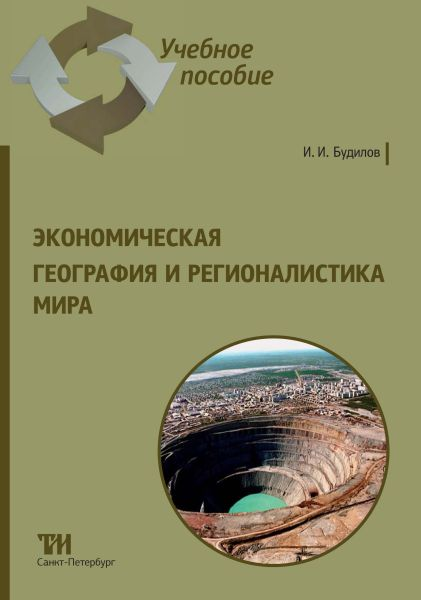 Учебное
пособие
И. И. Будилов
ЭКОНОМИЧЕСКАЯ
ГЕОГРАФИЯ И РЕГИОНАЛИСТИКА
МИРА
ТИ
Санкт-Петербург